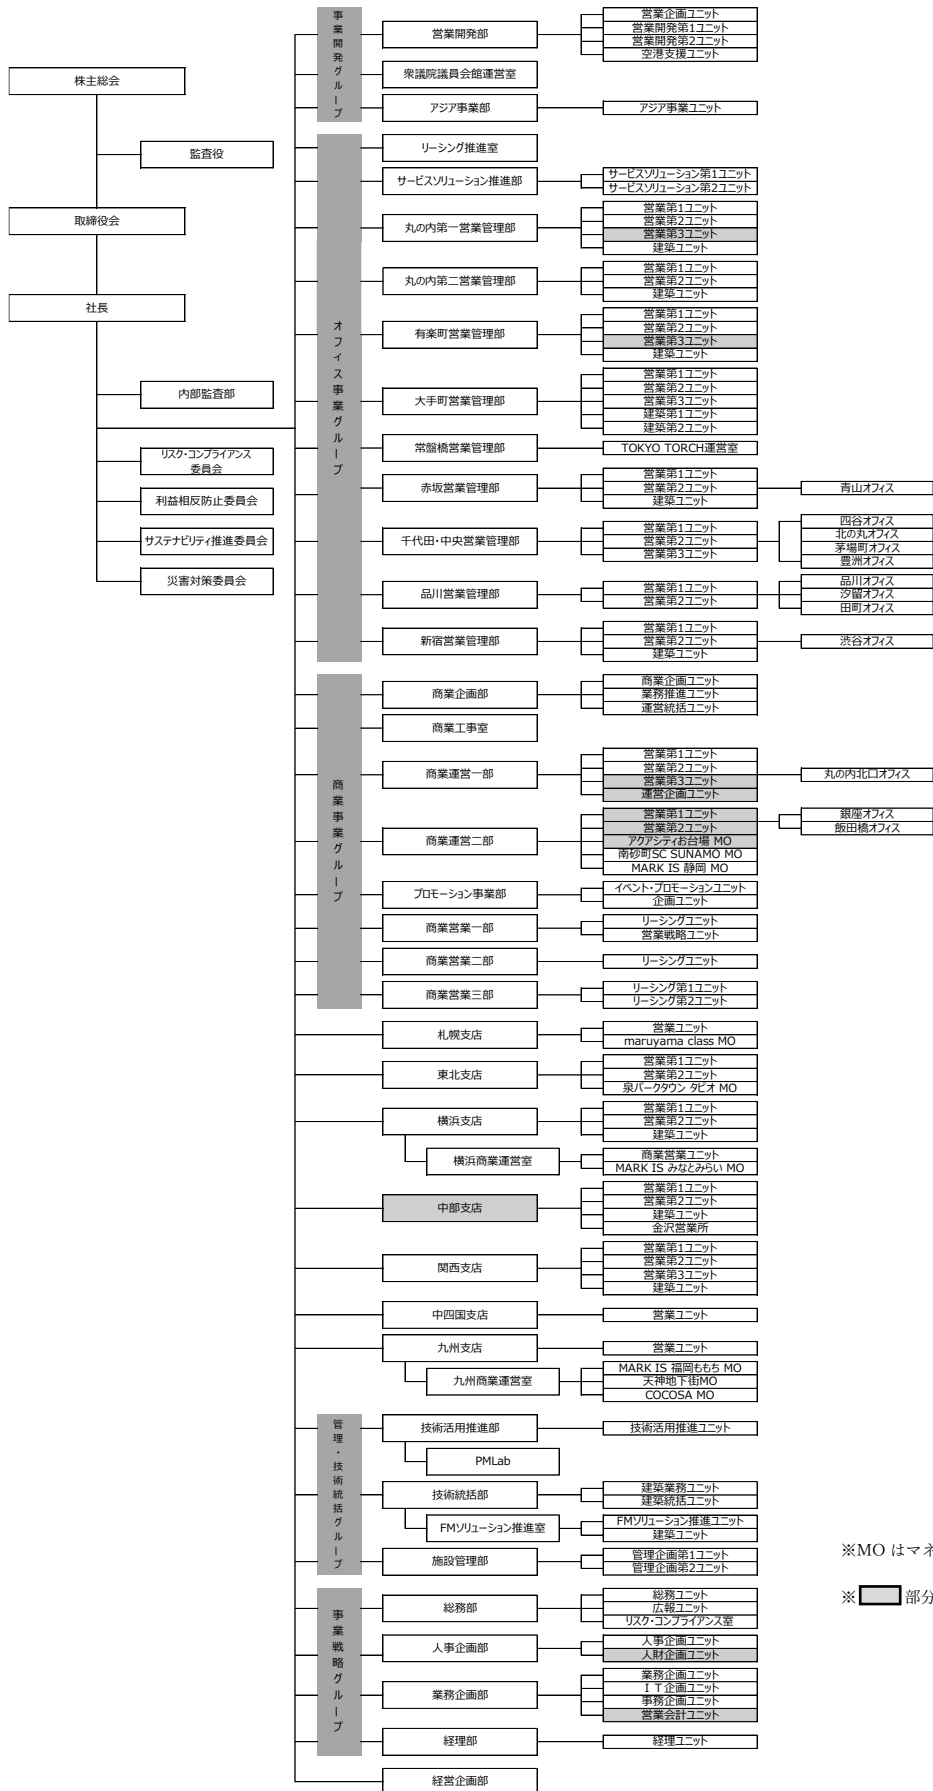 株主総会
監査役
取締役会
社長
内部監査部
リスク・コンプライアンス
委員会
利益相反防止委員会
サステナビリティ推進委員会
災害対策委員会
事業開発グループ
営業開発部
営業企画ユニット
営業開発第1ユニット
営業開発第2ユニット
空港支援ユニット
衆議院議員会館運営室
アジア事業部
アジア事業ユニット
オフィス事業グループ
リーシング推進室
サービスソリューション推進部
サービスソリューション第1ユニット
サービスソリューション第2ユニット
丸の内第一営業管理部
営業第1ユニット
営業第2ユニット
営業第3ユニット
建築ユニット
丸の内第二営業管理部
営業第1ユニット
営業第2ユニット
建築ユニット
有楽町営業管理部
営業第1ユニット
営業第2ユニット
営業第3ユニット
建築ユニット
大手町営業管理部
営業第1ユニット
営業第2ユニット
営業第3ユニット
建築第1ユニット
建築第2ユニット
常盤橋営業管理部
TOKYO TORCH運営室
赤坂営業管理部
営業第1ユニット
営業第2ユニット
建築ユニット
青山オフィス
千代田・中央営業管理部
営業第1ユニット
営業第2ユニット
営業第3ユニット
四谷オフィス
北の丸オフィス
茅場町オフィス
豊洲オフィス
品川営業管理部
営業第1ユニット
営業第2ユニット
品川オフィス
汐留オフィス
田町オフィス
新宿営業管理部
営業第1ユニット
営業第2ユニット
建築ユニット
渋谷オフィス
商業事業グループ
商業企画部
商業企画ユニット
業務推進ユニット
運営統括ユニット
商業工事室
商業運営一部
営業第1ユニット
営業第2ユニット
営業第3ユニット
運営企画ユニット
丸の内北口オフィス
商業運営二部
営業第1ユニット
営業第2ユニット
アクアシティお台場 MO
南砂町SC SUNAMO MO
MARK IS 静岡 MO
銀座オフィス
飯田橋オフィス
プロモーション事業部
イベント・プロモーションユニット
企画ユニット
商業営業一部
リーシングユニット
営業戦略ユニット
商業営業二部
リーシングユニット
商業営業三部
リーシング第1ユニット
リーシング第2ユニット
札幌支店
営業ユニット
maruyama class MO
東北支店
営業第1ユニット
営業第2ユニット
泉パークタウン タピオ MO
横浜支店
営業第1ユニット
営業第2ユニット
建築ユニット
横浜商業運営室
商業営業ユニット
MARK IS みなとみらい MO
中部支店
営業第1ユニット
営業第2ユニット
建築ユニット
金沢営業所
関西支店
営業第1ユニット
営業第2ユニット
営業第3ユニット
建築ユニット
中四国支店
営業ユニット
九州支店
営業ユニット
九州商業運営室
MARK IS 福岡ももち MO
天神地下街MO
COCOSA MO
管理・技術統括グループ
技術活用推進部
技術活用推進ユニット
PMLab
技術統括部
建築業務ユニット
建築統括ユニット
FMソリューション推進室
FMソリューション推進ユニット
建築ユニット
施設管理部
管理企画第1ユニット
管理企画第2ユニット
事業戦略グループ
総務部
総務ユニット
広報ユニット
リスク・コンプライアンス室
人事企画部
人事企画ユニット
人財企画ユニット
業務企画部
業務企画ユニット
ＩＴ企画ユニット
事務企画ユニット
営業会計ユニット
経理部
経理ユニット
経営企画部
※MO はマネ
※ 部分